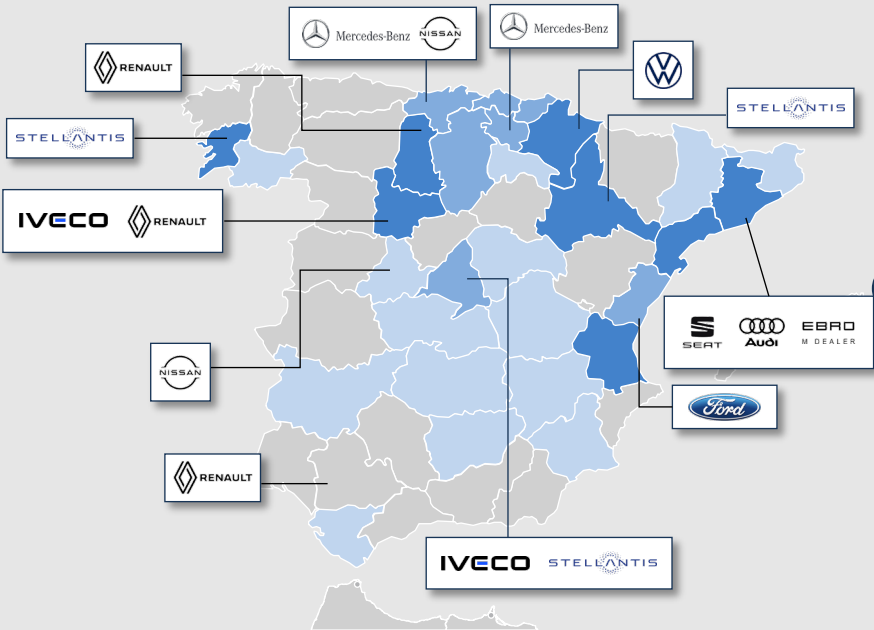 Mercedes-Benz NISSAN
Mercedes-Benz
RENAULT
STELLANTIS
STELLANTIS
IVECO RENAULT
SEAT Audi EBRO
M DEALER
NISSAN
Ford
RENAULT
IVECO STELLANTIS